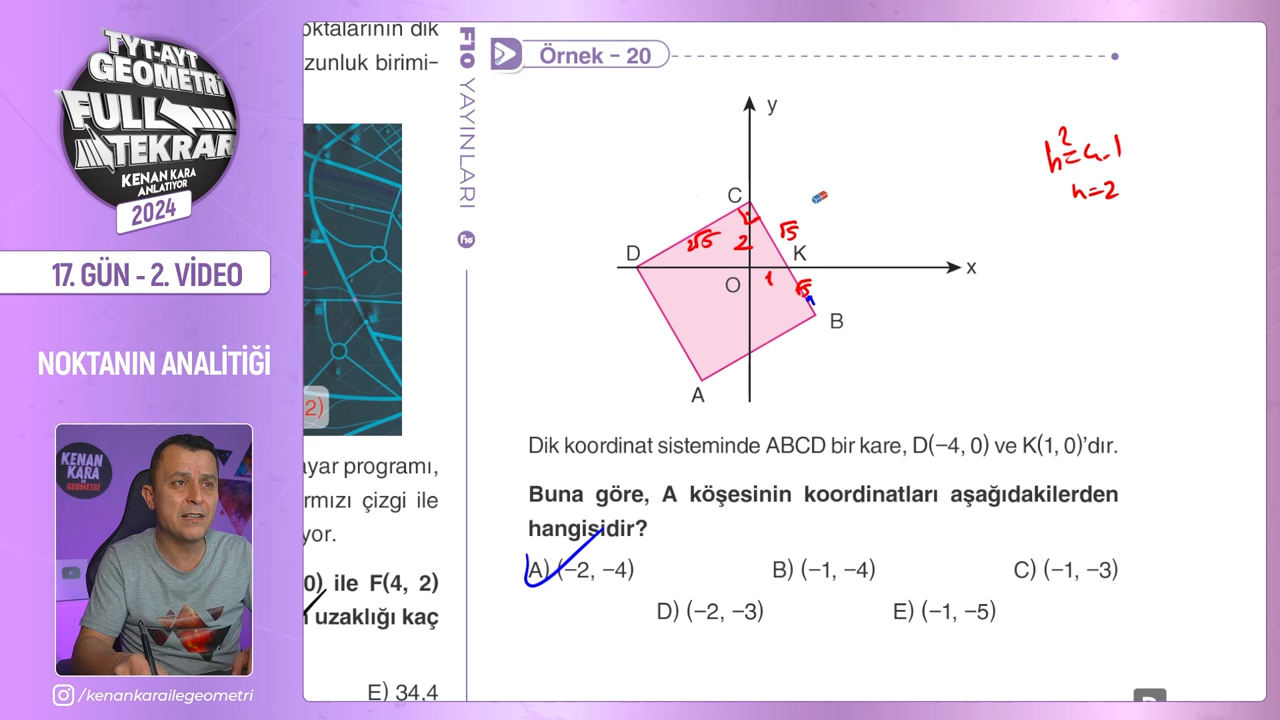 TYT-AYT
GEOMETRİ
FULL
TEKRAR
KENAN KARA
ANLATIYOR
2024
17. GÜN - 2. VİDEO
NOKTANIN ANALİTİĞİ
KENAN
KARA
GEOMETRİ
/kenankarailegeometri
oktalarının dik
zunluk birimi–
2)
ayar programı,
rmızı çizgi ile
yor.
0) ile F(4, 2)
uzaklığı kaç
E) 34,4
F10 YAYINLARI
F10
Örnek – 20
y
C
D
K
x
O
B
A
2√5
2
√5
1
√5
h²=4.1
h=2
Dik koordinat sisteminde ABCD bir kare, D(–4, 0) ve K(1, 0)'dır.
Buna göre, A köşesinin koordinatları aşağıdakilerden
hangisidir?
A) (–2, –4) B) (–1, –4) C) (–1, –3)
D) (–2, –3) E) (–1, –5)